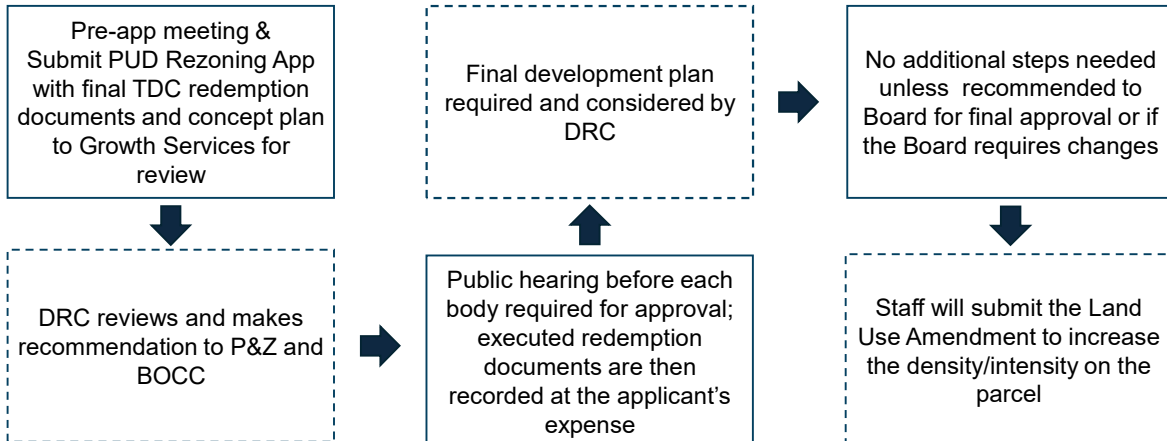 Pre-app meeting &
Submit PUD Rezoning App
with final TDC redemption
documents and concept plan
to Growth Services for
review
DRC reviews and makes
recommendation to P&Z and
BOCC
Public hearing before each
body required for approval;
executed redemption
documents are then
recorded at the applicant’s
expense
Final development plan
required and considered by
DRC
No additional steps needed
unless recommended to
Board for final approval or if
the Board requires changes
Staff will submit the Land
Use Amendment to increase
the density/intensity on the
parcel